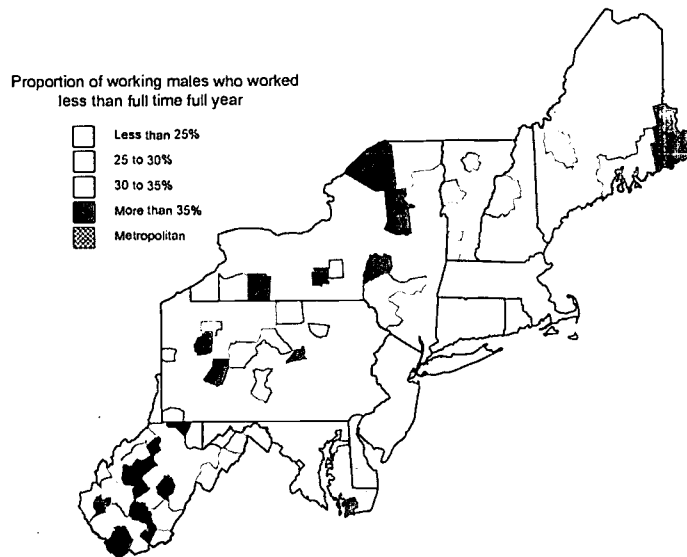 Proportion of working males who worked
less than full time full year
Less than 25%
25 to 30%
30 to 35%
More than 35%
Metropolitan